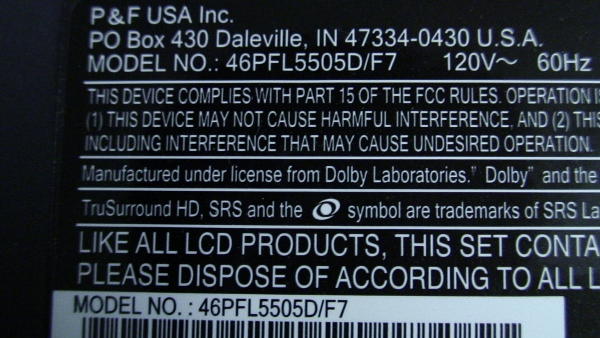 P & F USA Inc.
PO Box 430 Daleville, IN 47334-0430 U.S.A.
MODEL NO.: 46PFL5505D/F7 120V~ 60Hz
THIS DEVICE COMPLIES WITH PART 15 OF THE FCC RULES. OPERATION
(1) THIS DEVICE MAY NOT CAUSE HARMFUL INTERFERENCE, AND (2)
INCLUDING INTERFERENCE THAT MAY CAUSE UNDESIRED OPERATION.
Manufactured under license from Dolby Laboratories." Dolby" and the
TruSurround HD, SRS and the symbol are trademarks of SRS
LIKE ALL LCD PRODUCTS, THIS SET
PLEASE DISPOSE OF ACCORDING TO ALL
MODEL NO. : 46PFL5505D/F7